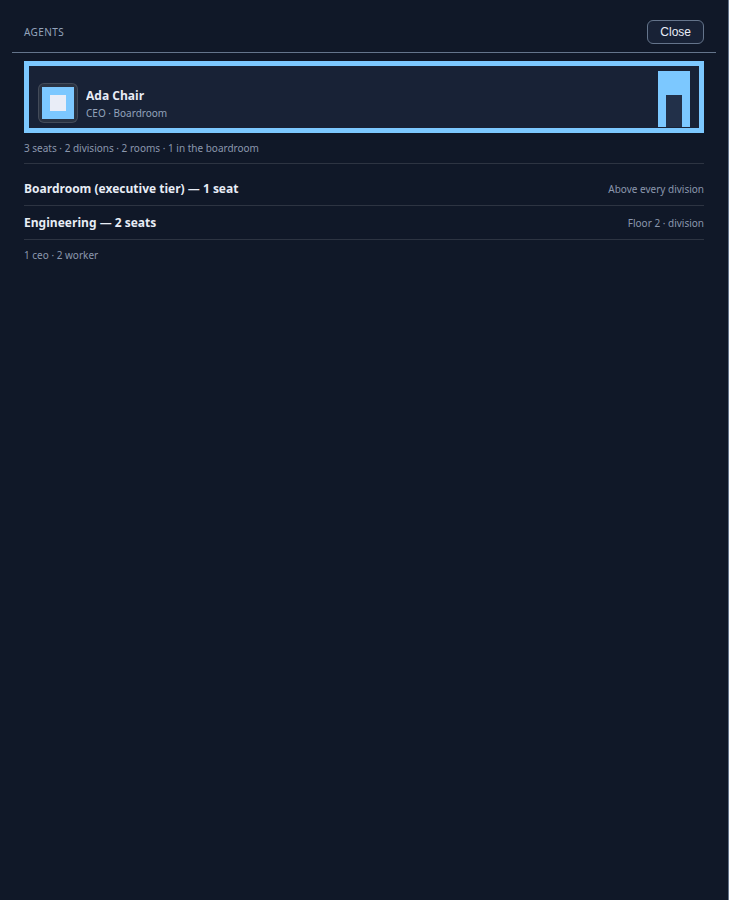 AGENTS
Close
Ada Chair
CEO · Boardroom
3 seats · 2 divisions · 2 rooms · 1 in the boardroom
Boardroom (executive tier) — 1 seat
Above every division
Engineering — 2 seats
Floor 2 · division
1 ceo · 2 worker